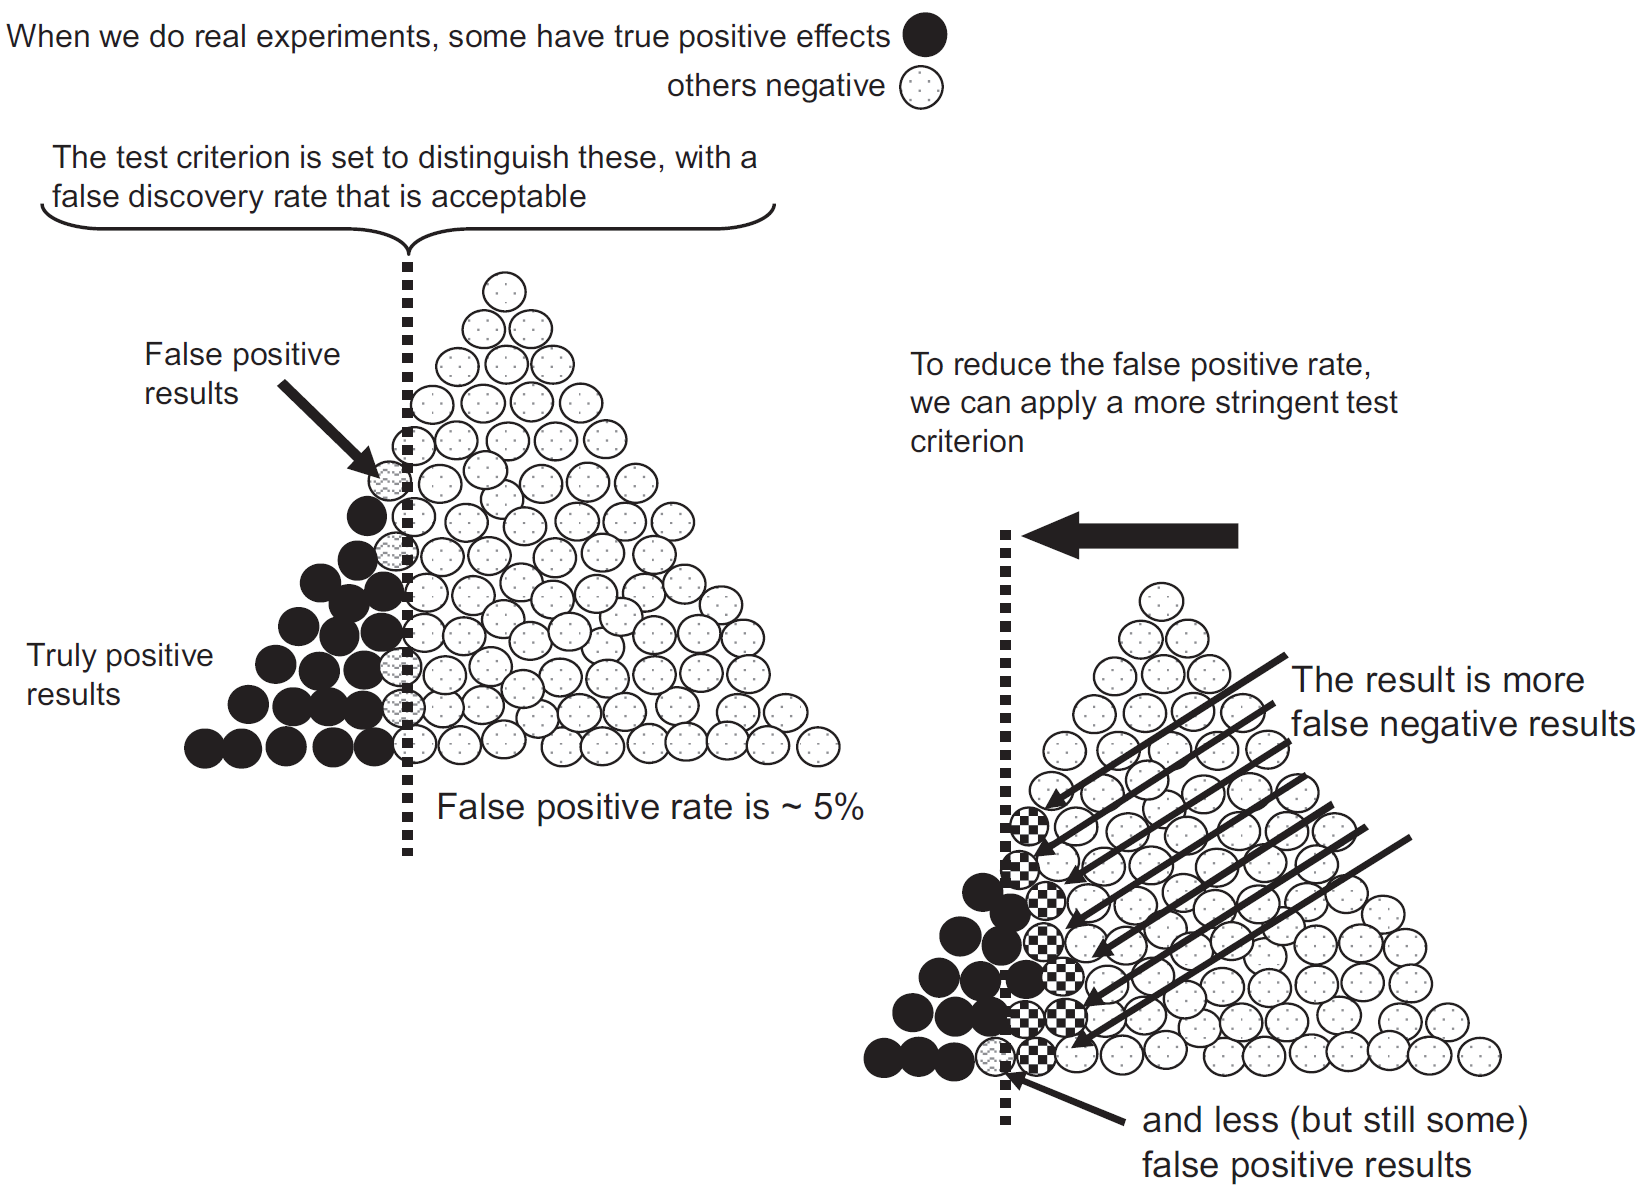 When we do real experiments, some have true positive effects
others negative
The test criterion is set to distinguish these, with a
false discovery rate that is acceptable
False positive
results
Truly positive
results
False positive rate is ~ 5%
To reduce the false positive rate,
we can apply a more stringent test
criterion
The result is more
false negative results
and less (but still some)
false positive results